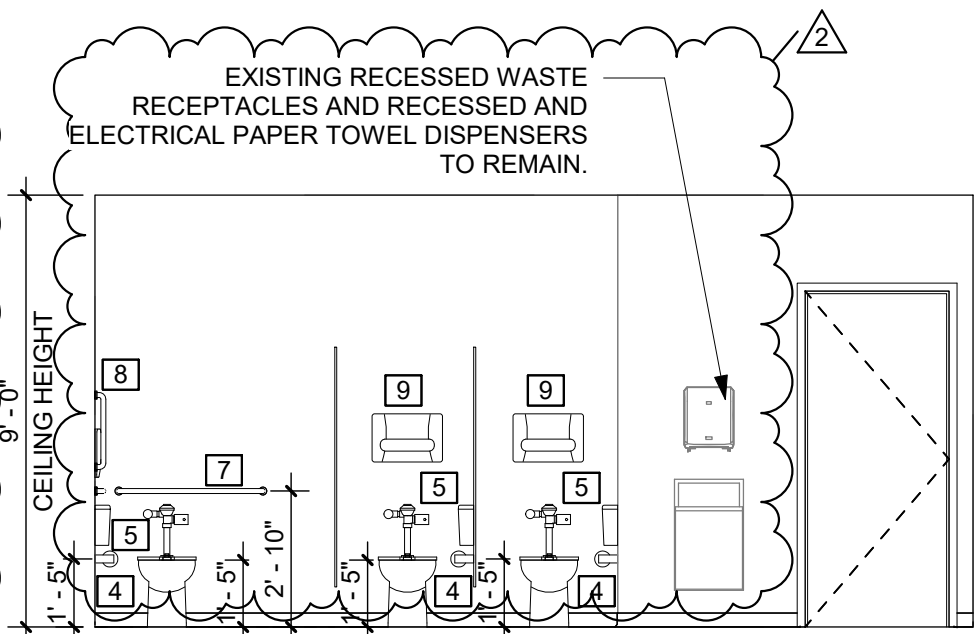 2
EXISTING RECESSED WASTE
RECEPTACLES AND RECESSED AND
ELECTRICAL PAPER TOWEL DISPENSERS
TO REMAIN.
9' - 0"
CEILING HEIGHT
8
9
9
7
5
5
5
2' - 10"
1' - 5"
1' - 5"
1' - 5"
1' - 5"
4
4
4